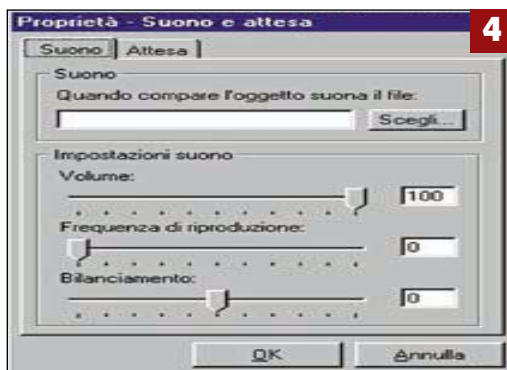 Proprietà - Suono e attesa
4
Suono Attesa
Suono
Quando compare l'oggetto suona il file:
Scegli...
Impostazioni suono
Volume:
100
Frequenza di riproduzione:
0
Bilanciamento:
0
OK Annulla